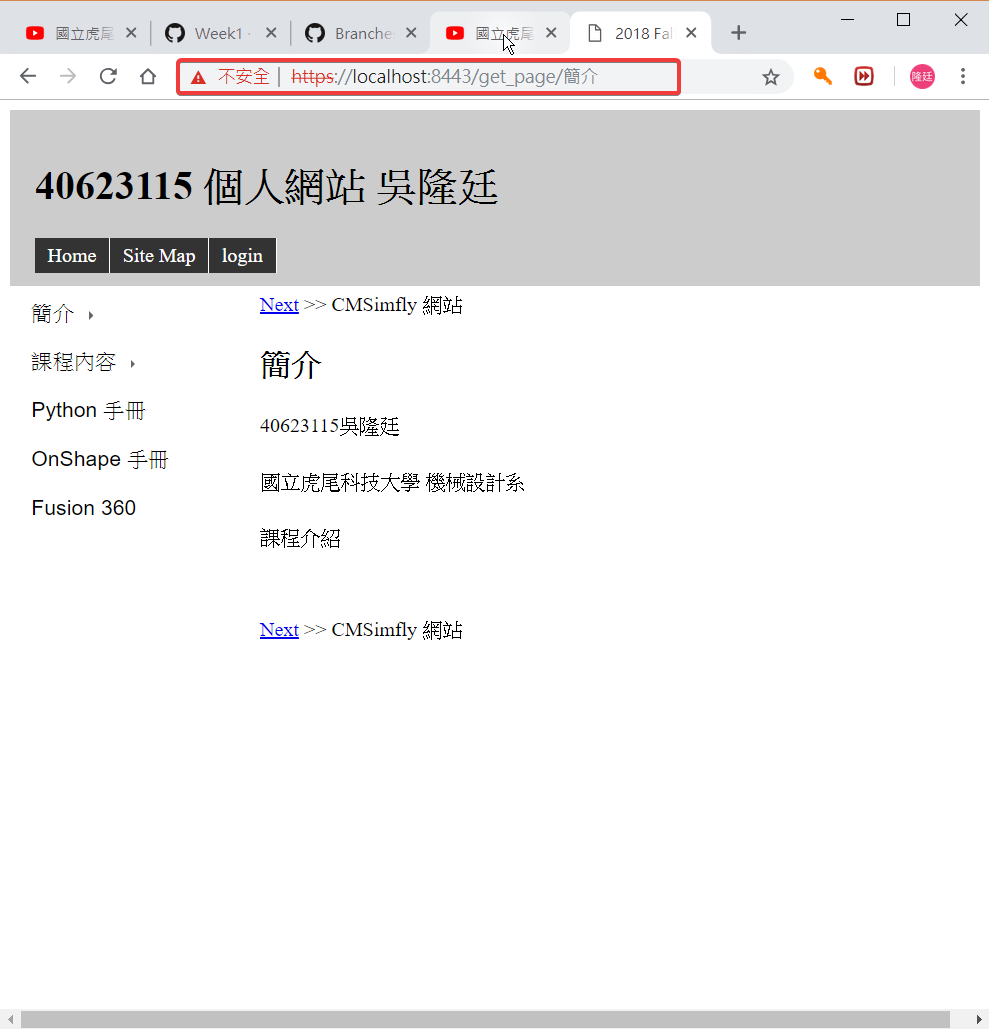 國立虎尾
Week1 ·
Branche
國立虎尾
2018 Fal
不安全 | https://localhost:8443/get_page/簡介
隆廷
40623115 個人網站 吳隆廷
Home Site Map login
簡介
課程內容
Python 手冊
OnShape 手冊
Fusion 360
Next >> CMSimfly 網站
簡介
40623115吳隆廷
國立虎尾科技大學 機械設計系
課程介紹
Next >> CMSimfly 網站